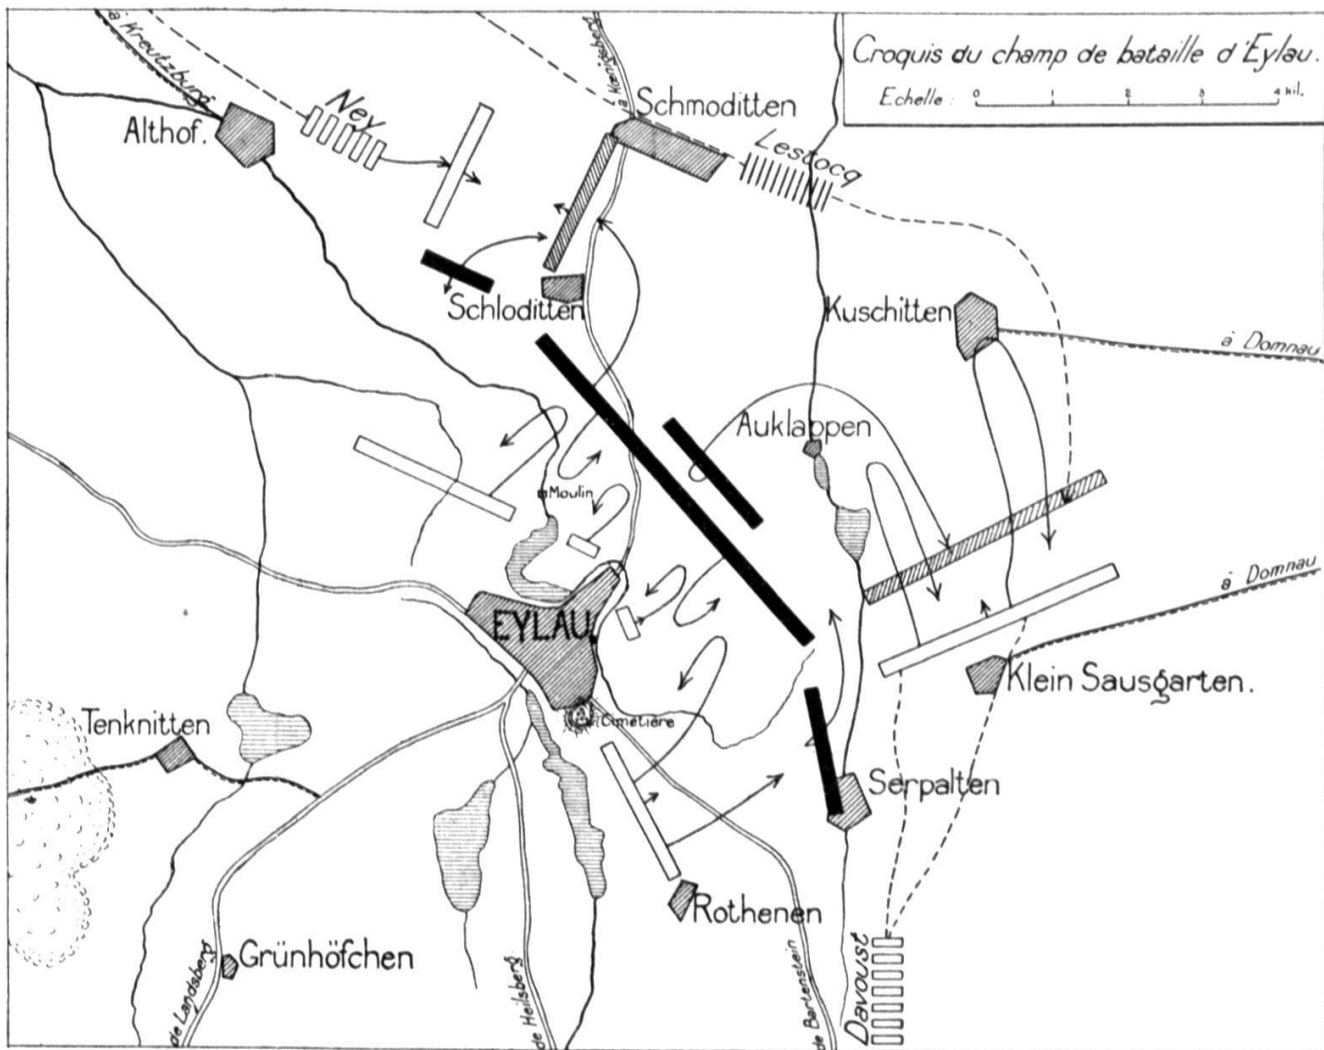 Croquis du champ de bataille d'Eylau.
Echelle : 0 1 2 3 4 kil.
à Kreutzburg
Ney
à Kœnigsberg
Schmoditten
Althof.
Lestocq
Schloditten
Kuschitten
à Domnau
Auklappen
Moulin
à Domnau
EYLAU
Klein Sausgarten.
Tenknitten
Cimetière
Serpalten
Rothenen
Grünhöfchen
de Landsberg
de Heilsberg
de Bartenstein
Davoust